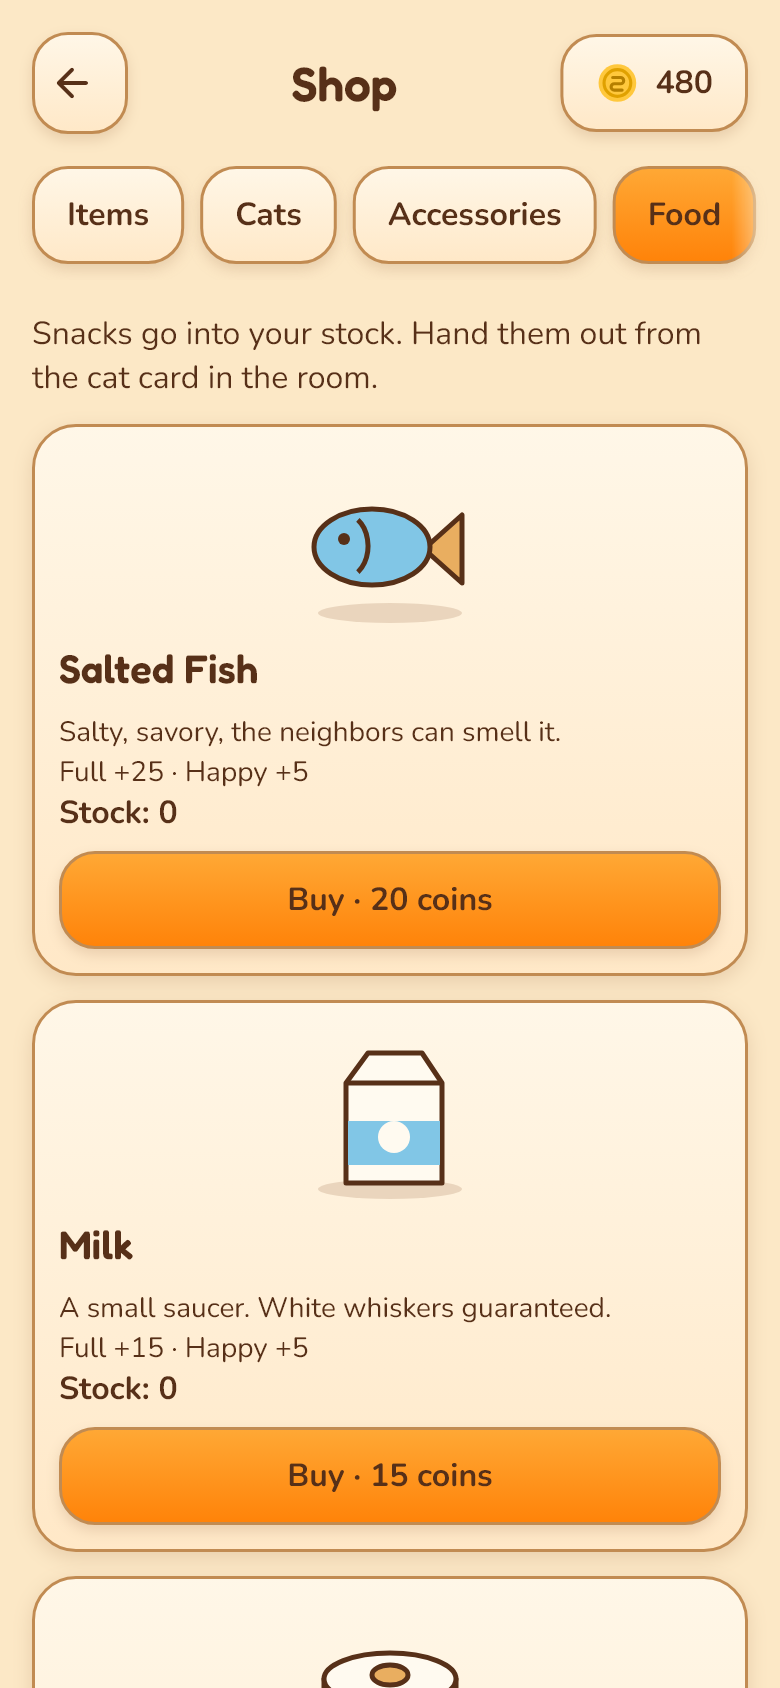 Shop
480
Items
Cats
Accessories
Food
Snacks go into your stock. Hand them out from
the cat card in the room.
Salted Fish
Salty, savory, the neighbors can smell it.
Full +25 · Happy +5
Stock: 0
Buy · 20 coins
Milk
A small saucer. White whiskers guaranteed.
Full +15 · Happy +5
Stock: 0
Buy · 15 coins